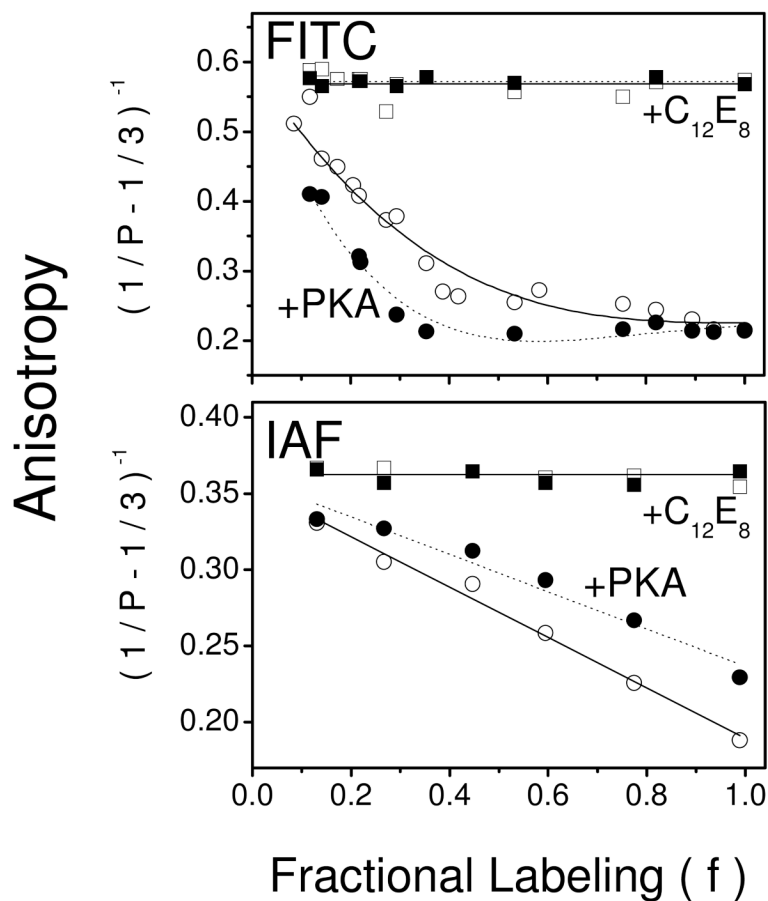 FITC
0.6
0.5
0.4
0.3
0.2
+C12E8
+PKA
(1/P-1/3)-1
Anisotropy
IAF
0.40
0.35
0.30
0.25
0.20
+C12E8
+PKA
(1/P-1/3)-1
0.0 0.2 0.4 0.6 0.8 1.0
Fractional Labeling (f)